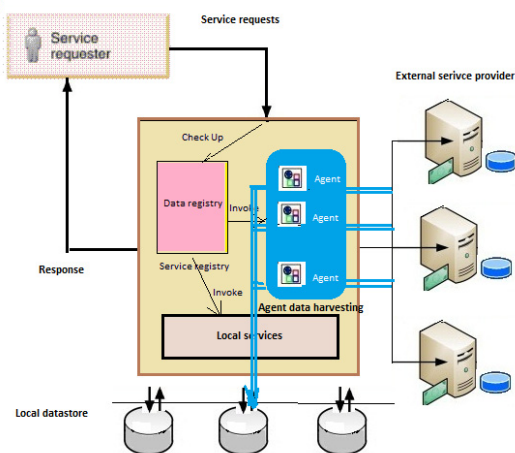 Service requests
Service
requester
External serivce provider
Check Up
Agent
Data registry
Invoke
Agent
Service registry
Response
Agent
Invoke
Agent data harvesting
Local services
Local datastore